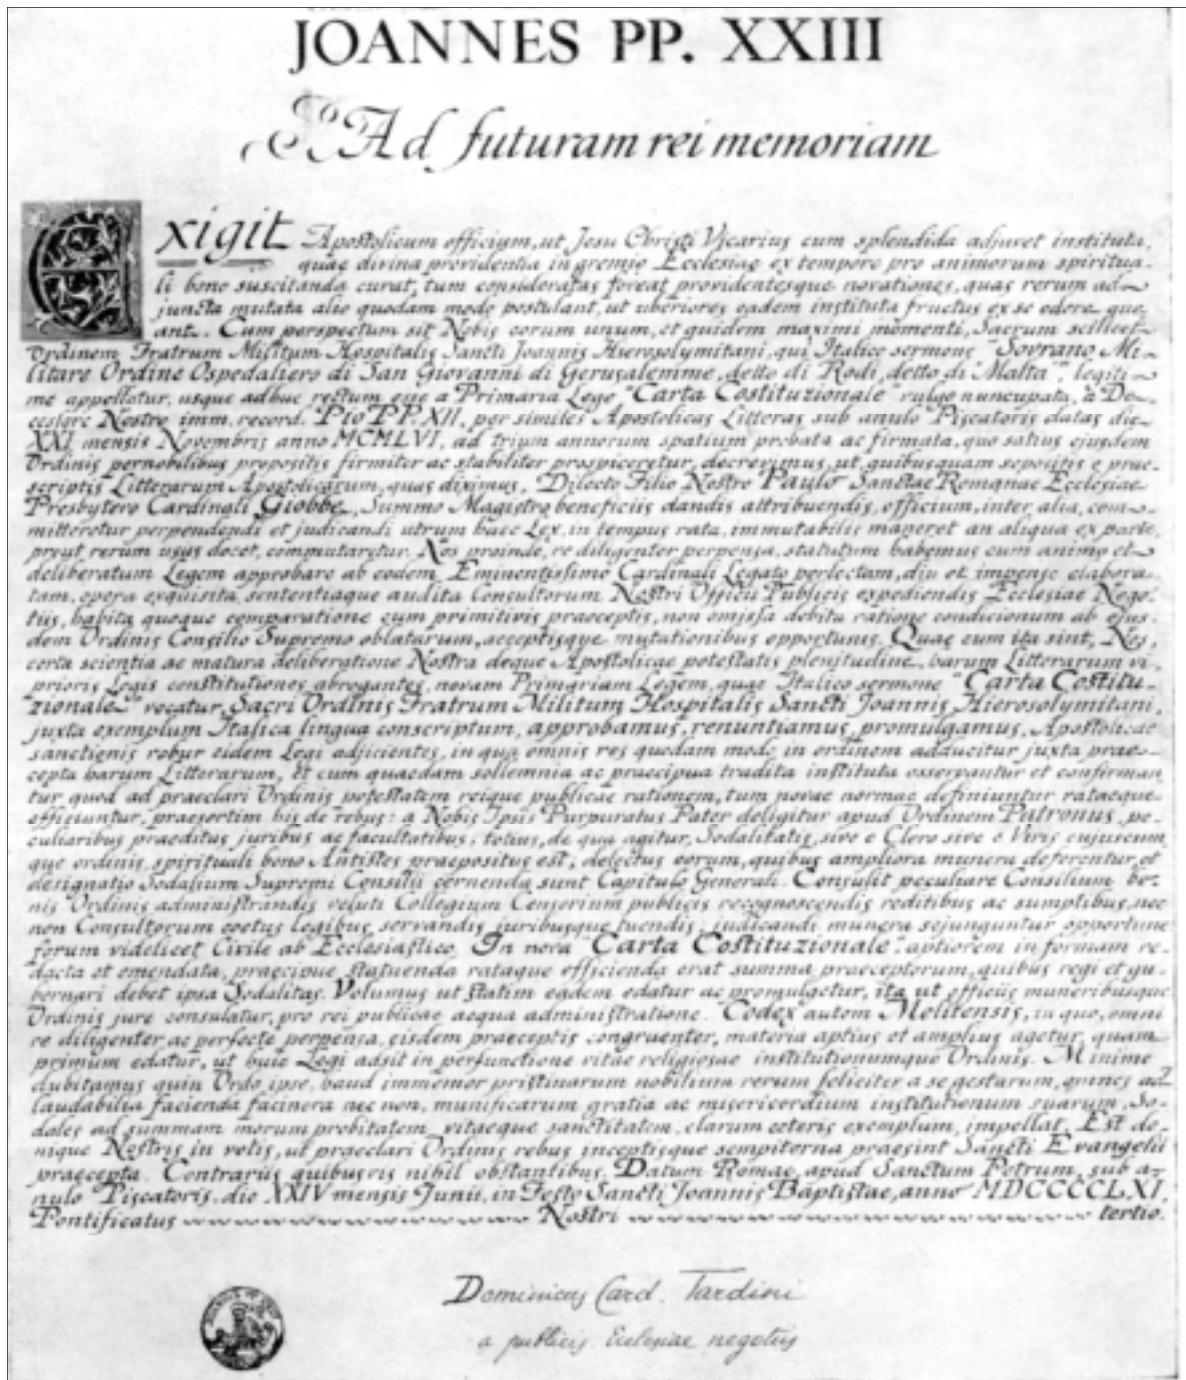 JOANNES PP. XXIII
Ad futuram rei memoriam
Exigit Apostolicum officium, ut Jesu Christi Vicarius cum splendida adjuvet instituta,
quae divina providentia in gremio Ecclesiae ex tempore pro animorum spiritua-
li bono suscitanda curat, tum consideratas foveat providentesque novationes, quas rerum ad-
juncta mutata alio quodam modo postulant, ut uberiores eadem instituta fructus ex se edere que-
ant. Cum perspectum sit Nobis eorum unum, et quidem maximi momenti, Sacrum scilicet
Ordinem Fratrum Militum Hospitalis Sancti Joannis Hierosolymitani, qui Italico sermone "Sovrano Mi-
litare Ordine Ospedaliero di San Giovanni di Gerusalemme, detto di Rodi, detto di Malta", legiti-
me appellatur, usque adhuc rectum esse a Primaria Lege, "Carta Costituzionale" vulgo nuncupata, a De-
cessore Nostro imm. record. Pio PP. XII, per similes Apostolicas Litteras sub anulo Piscatoris datas die
XXI mensis Novembris anno MCMLVI, ad trium annorum spatium probata ac firmata, quo satius ejusdem
Ordinis pernobilibus propositis firmiter ac stabiliter prospiceretur, decrevimus, ut, quibusquam sepositis e prae-
scriptis Litterarum Apostolicarum, quas diximus, Dilecto Filio Nostro Paulo Sanctae Romanae Ecclesiae
Presbytero Cardinali Giobbe, Summo Magistro beneficiis dandis attribuendis, officium, inter alia, com-
mitteretur perpendendi et judicandi utrum haec Lex, in tempus rata, immutabilis maneret an aliqua ex parte,
prout rerum usus docet, commutaretur. Nos proinde, re diligenter perpensa, statutum habemus cum animo et
deliberatum Legem approbare ab eodem Eminentissimo Cardinali Legato perlectam, diu et impense elabora-
tam, opera exquisita, sententiaque audita Consultorum Nostri Officii Publicis expediendis Ecclesiae Nego-
tiis, habita quoque comparatione cum primitivis praeceptis, non omissa debita ratione condicionum ab ejus-
dem Ordinis Consilio Supremo oblatarum, acceptisque mutationibus opportunis. Quae cum ita sint, Nos,
certa scientia ac matura deliberatione Nostra deque Apostolicae potestatis plenitudine, harum Litterarum vi,
prioris Legis constitutiones abrogantes, novam Primariam Legem, quae Italico sermone "Carta Costitu-
zionale" vocatur Sacri Ordinis Fratrum Militum Hospitalis Sancti Joannis Hierosolymitani,
juxta exemplum Italica lingua conscriptum, approbamus, renuntiamus, promulgamus, Apostolicae
sanctionis robur eidem Legi adjicientes, in qua omnis res quodam modo in ordinem adducitur juxta prae-
cepta harum Litterarum, et cum quaedam sollemnia ac praecipua tradita instituta osservantur et confirman
tur quod ad praeclari Ordinis potestatem reique publicae rationem, tum novae normae definiuntur rataeque
efficiuntur, praesertim his de rebus: a Nobis Ipsis Purpuratus Pater deligitur apud Ordinem Patronus, pe-
culiaribus praeditus juribus ac facultatibus; totius, de qua agitur, Sodalitatis, sive e Clero sive e Viris cujuscum
que ordinis, spirituali bono Antistes praepositus est; delectus eorum, quibus ampliora munera deferentur, et
designatio Sodalium Supremi Consilii cernenda sunt Capitulo Generali. Consulit peculiare Consilium bo-
nis Ordinis administrandis veluti Collegium Censorium publicis recognoscendis reditibus ac sumptibus, nec
non Consultorum coetus legibus servandis juribusque tuendis; judicandi munera sejunguntur opportune
forum videlicet Civile ab Ecclesiastico. In nova "Carta Costituzionale" aptiorem in formam re-
dacta et emendata, praecipue statuenda rataque efficienda erat summa praeceptorum, quibus regi et gu-
bernari debet ipsa Sodalitas. Volumus ut statim eadem edatur ac promulgetur, ita ut officiis muneribusque
Ordinis jure consulatur, pro rei publicae aequa administratione. Codex autem Melitensis, in quo, omni
re diligenter ac perfecte perpensa, eisdem praeceptis congruenter, materia aptius et amplius agetur, quam
primum edatur, ut huic Legi adsit in perfunctione vitae religiosae institutionumque Ordinis. Minime
dubitamus quin Ordo ipse, haud immemor pristinarum nobilium rerum feliciter a se gestarum, omnes ad
laudabilia facienda facinora nec non, munificarum gratia ac misericordium institutionum suarum, So-
dales ad summam morum probitatem, vitaeque sanctitatem, clarum ceteris exemplum, impellat. Est de-
nique Nostris in votis, ut praeclari Ordinis rebus inceptisque sempiterna praesint Sancti Evangelii
praecepta. Contrariis quibusvis nihil obstantibus. Datum Romae, apud Sanctum Petrum, sub a-
nulo Piscatoris, die XXIV mensis Junii, in Festo Sancti Joannis Baptistae, anno MDCCCCLXI,
Pontificatus Nostri tertio.
Dominicus Card. Tardini
a publicis Ecclesiae negotiis